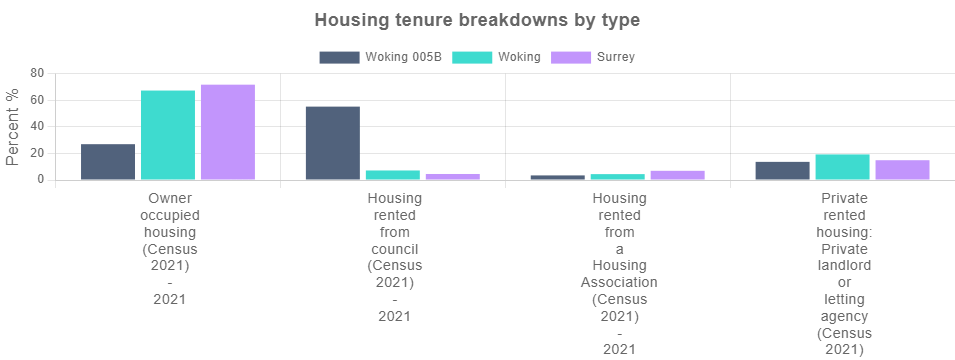 Housing tenure breakdowns by type
Woking 005B
Woking
Surrey
Percent %
80
60
40
20
0
Owner
occupied
housing
(Census
2021)
-
2021
Housing
rented
from
council
(Census
2021)
-
2021
Housing
rented
from
a
Housing
Association
(Census
2021)
-
2021
Private
rented
housing:
Private
landlord
or
letting
agency
(Census
2021)